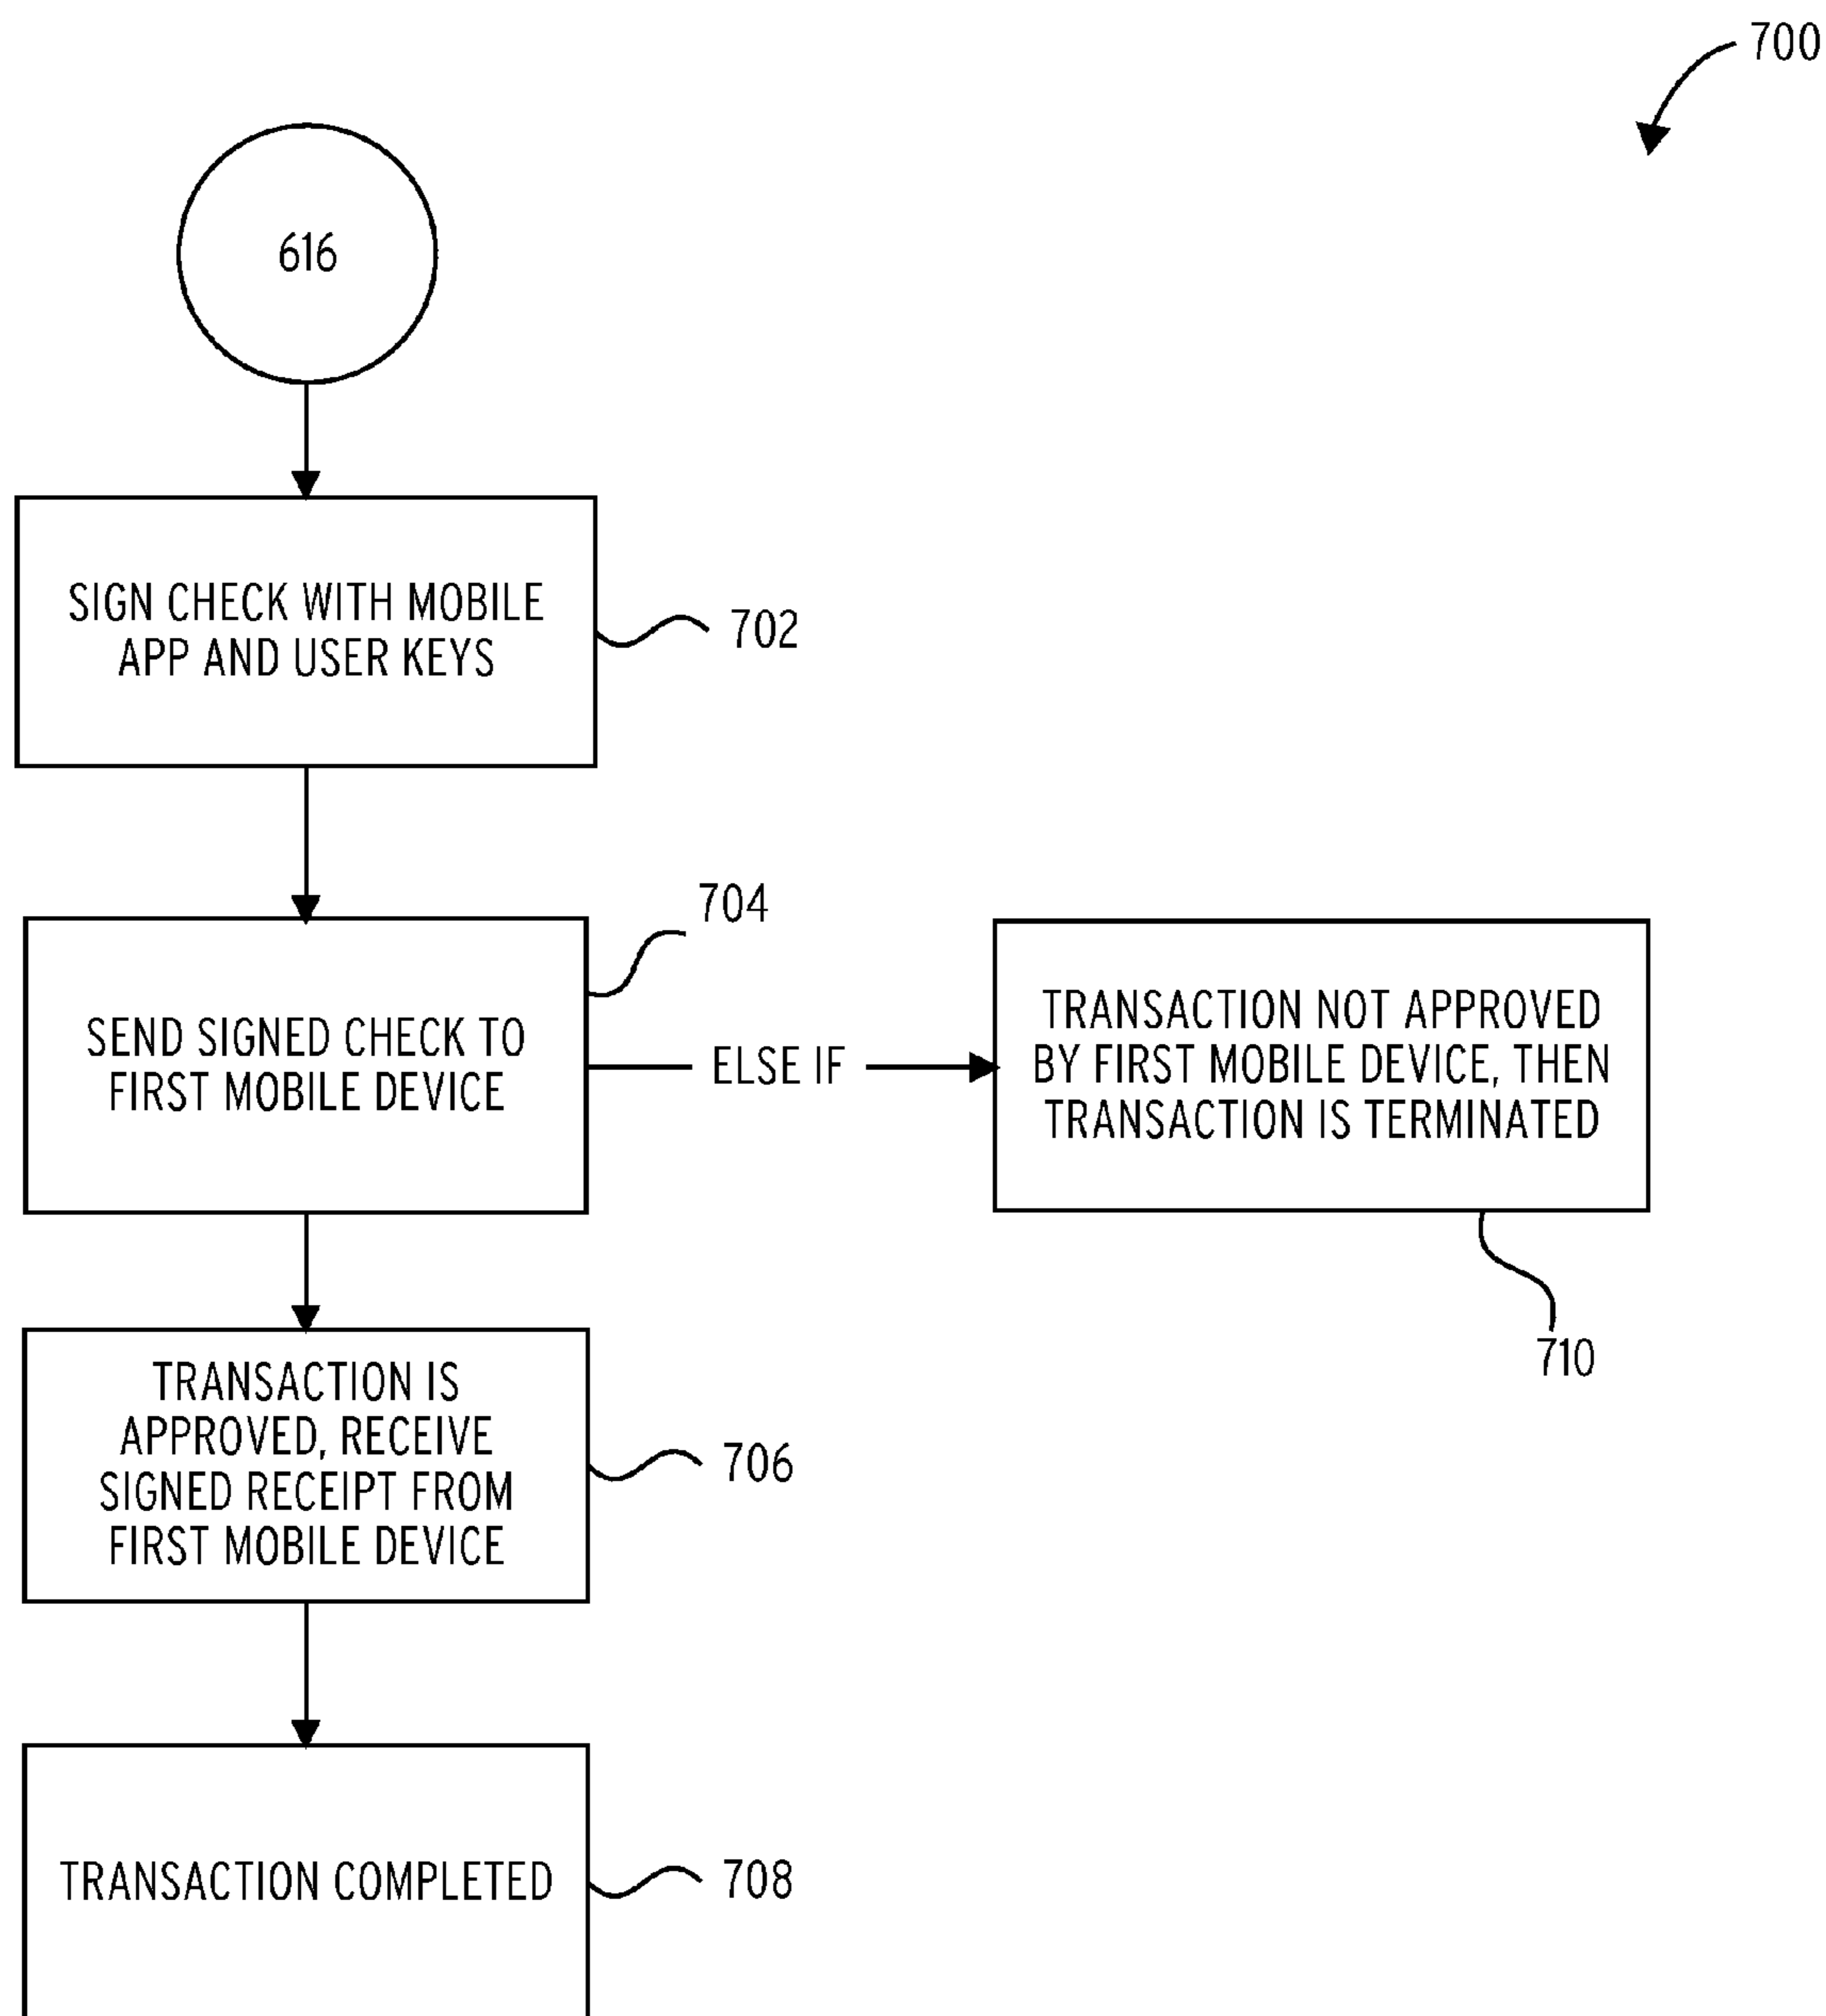 700
616
SIGN CHECK WITH MOBILE
APP AND USER KEYS
702
704
SEND SIGNED CHECK TO
FIRST MOBILE DEVICE
ELSE IF
TRANSACTION NOT APPROVED
BY FIRST MOBILE DEVICE, THEN
TRANSACTION IS TERMINATED
710
TRANSACTION IS
APPROVED, RECEIVE
SIGNED RECEIPT FROM
FIRST MOBILE DEVICE
706
TRANSACTION COMPLETED
708